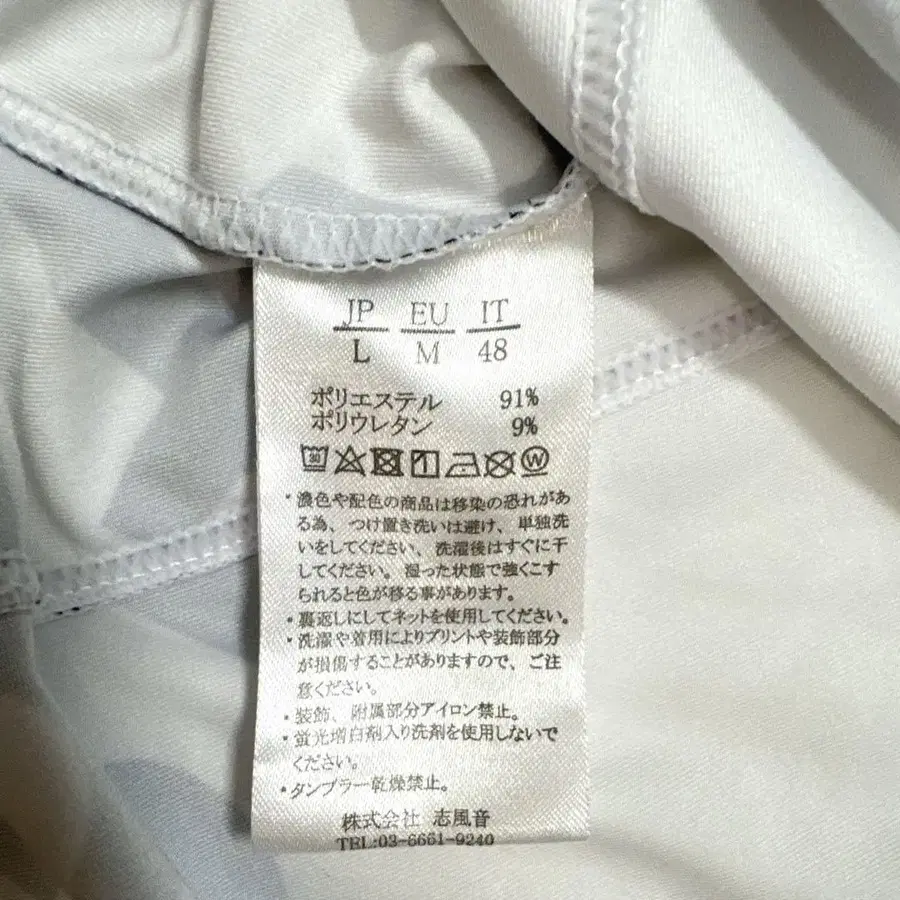 JP EU IT
L M 48
ポリエステル 91%
ポリウレタン 9%
30 W
・濃色や配色の商品は移染の恐れがあ
る為、つけ置き洗いは避け、単独洗
いをしてください、洗濯後はすぐに干
してください。湿った状態で強くこす
られると色が移る事があります。
・裏返しにしてネットを使用してください。
・洗濯や着用によりプリントや装飾部分
が損傷することがありますので、ご注
意ください。
・装飾、附属部分アイロン禁止。
・蛍光増白剤入り洗剤を使用しないで
ください。
・タンブラー乾燥禁止。
株式会社 志風音
TEL:03-6661-9240